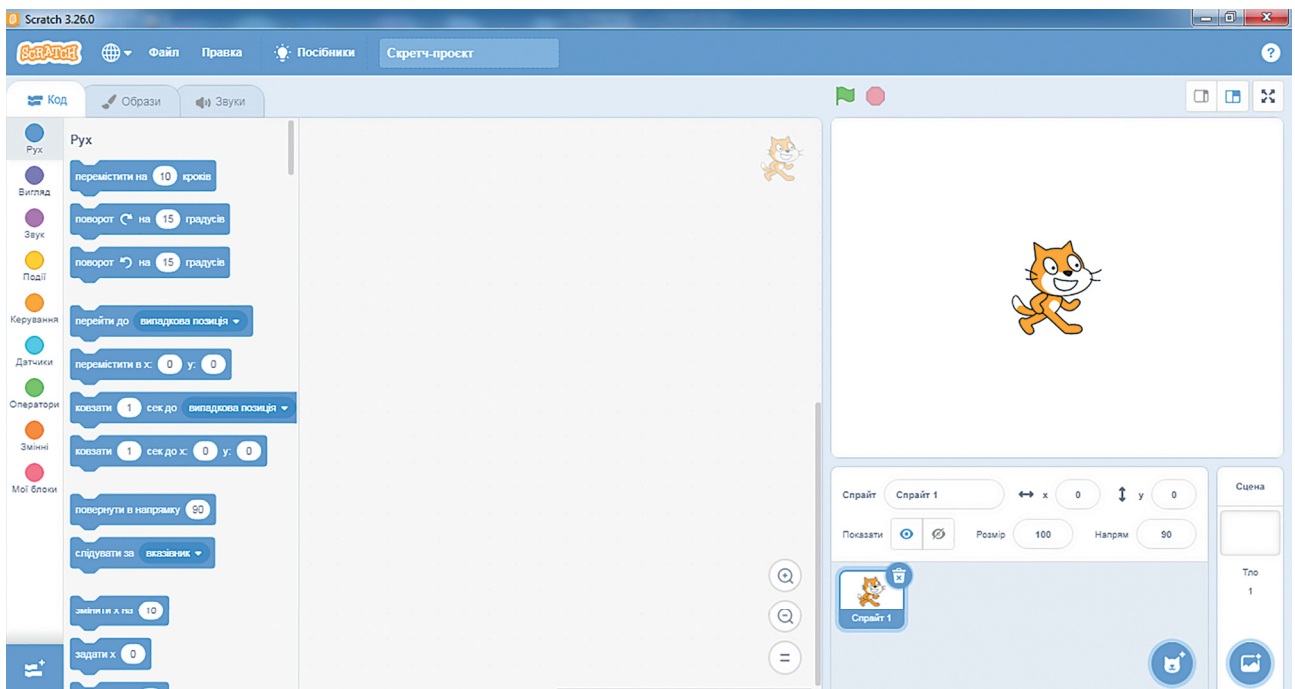 Scratch 3.26.0
SCRATCH Файл Правка Посібники Скретч-проєкт ?
Код Образи Звуки
Рух
Вигляд
Звук
Події
Керування
Датчики
Оператори
Змінні
Мої блоки
Рух
перемістити на 10 кроків
поворот на 15 градусів
поворот на 15 градусів
перейти до випадкова позиція
перемістити в x: 0 y: 0
ковзати 1 сек до випадкова позиція
ковзати 1 сек до x: 0 y: 0
повернути в напрямку 90
слідувати за вказівник
змінити x на 10
задати x 0
Спрайт Спрайт 1 x 0 y 0
Показати Розмір 100 Напрям 90
Спрайт 1
Сцена
Тло
1